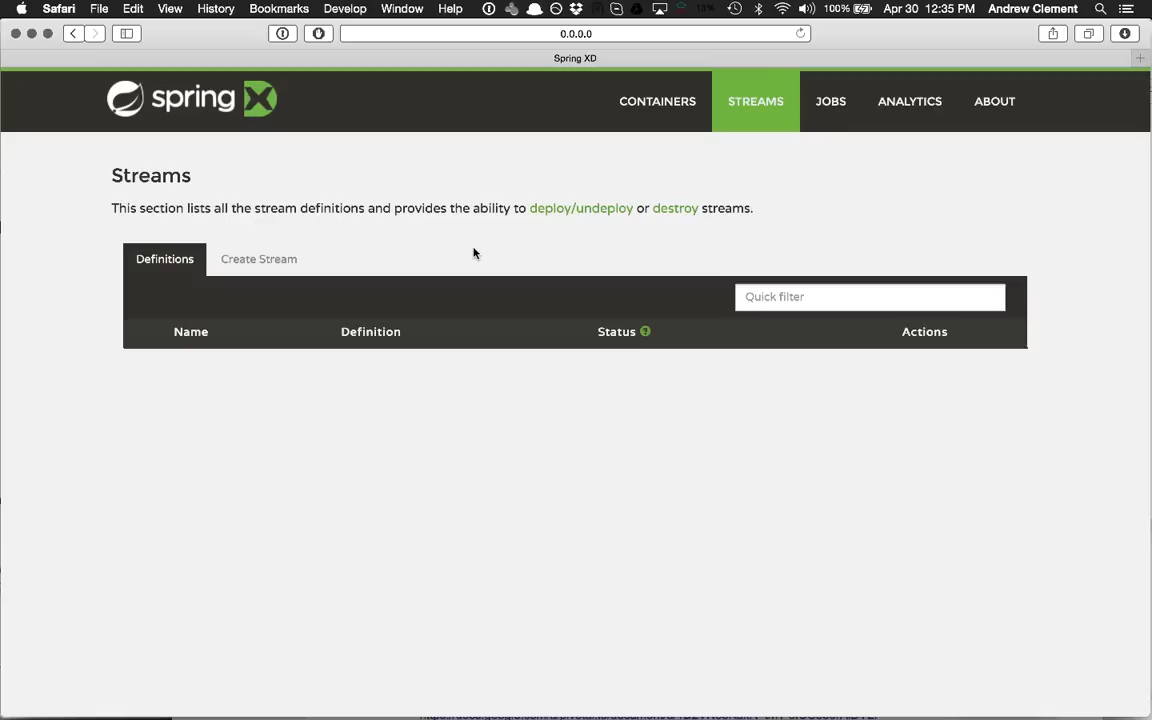 Safari File Edit View History Bookmarks Develop Window Help 13% 100% Apr 30 12:35 PM Andrew Clement
0.0.0.0
Spring XD
spring X CONTAINERS STREAMS JOBS ANALYTICS ABOUT
Streams
This section lists all the stream definitions and provides the ability to deploy/undeploy or destroy streams.
Definitions Create Stream
Quick filter
Name Definition Status ? Actions